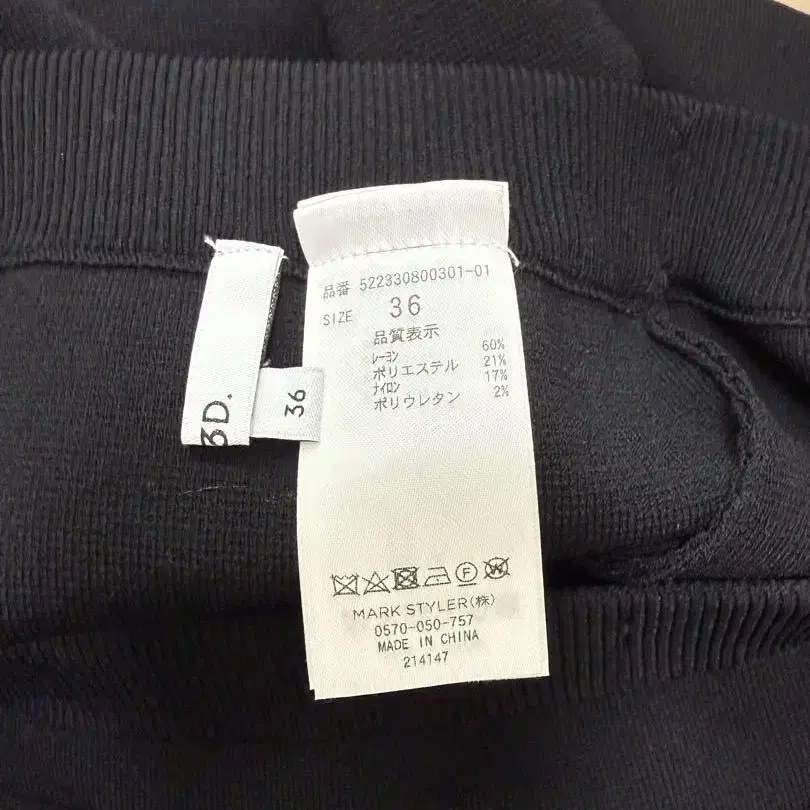 品番 522330800301-01
SIZE 36
品質表示
レーヨン 60%
ポリエステル 21%
ナイロン 17%
ポリウレタン 2%
F
W
MARK STYLER(株)
0570-050-757
MADE IN CHINA
214147
3D.
36